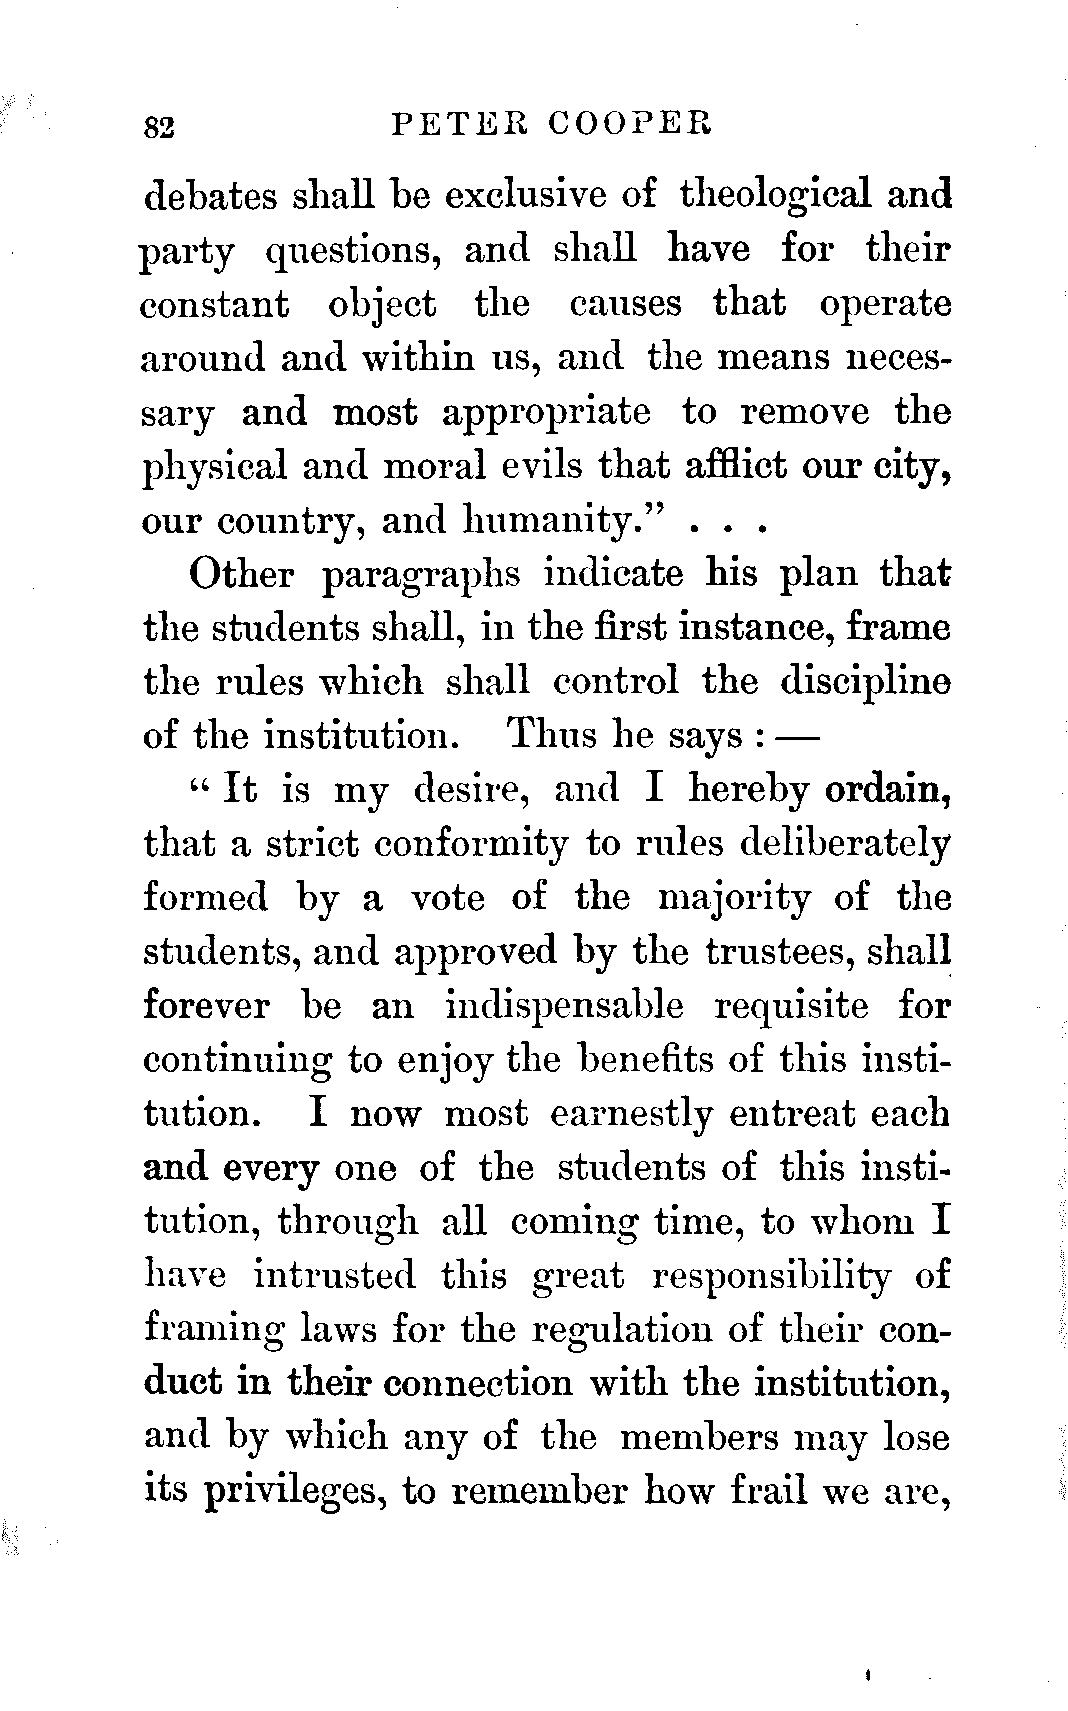 82 PETER COOPER
debates shall be exclusive of theological and
party questions, and shall have for their
constant object the causes that operate
around and within us, and the means neces-
sary and most appropriate to remove the
physical and moral evils that afflict our city,
our country, and humanity.” . . .
Other paragraphs indicate his plan that
the students shall, in the first instance, frame
the rules which shall control the discipline
of the institution. Thus he says : —
“ It is my desire, and I hereby ordain,
that a strict conformity to rules deliberately
formed by a vote of the majority of the
students, and approved by the trustees, shall
forever be an indispensable requisite for
continuing to enjoy the benefits of this insti-
tution. I now most earnestly entreat each
and every one of the students of this insti-
tution, through all coming time, to whom I
have intrusted this great responsibility of
framing laws for the regulation of their con-
duct in their connection with the institution,
and by which any of the members may lose
its privileges, to remember how frail we are,